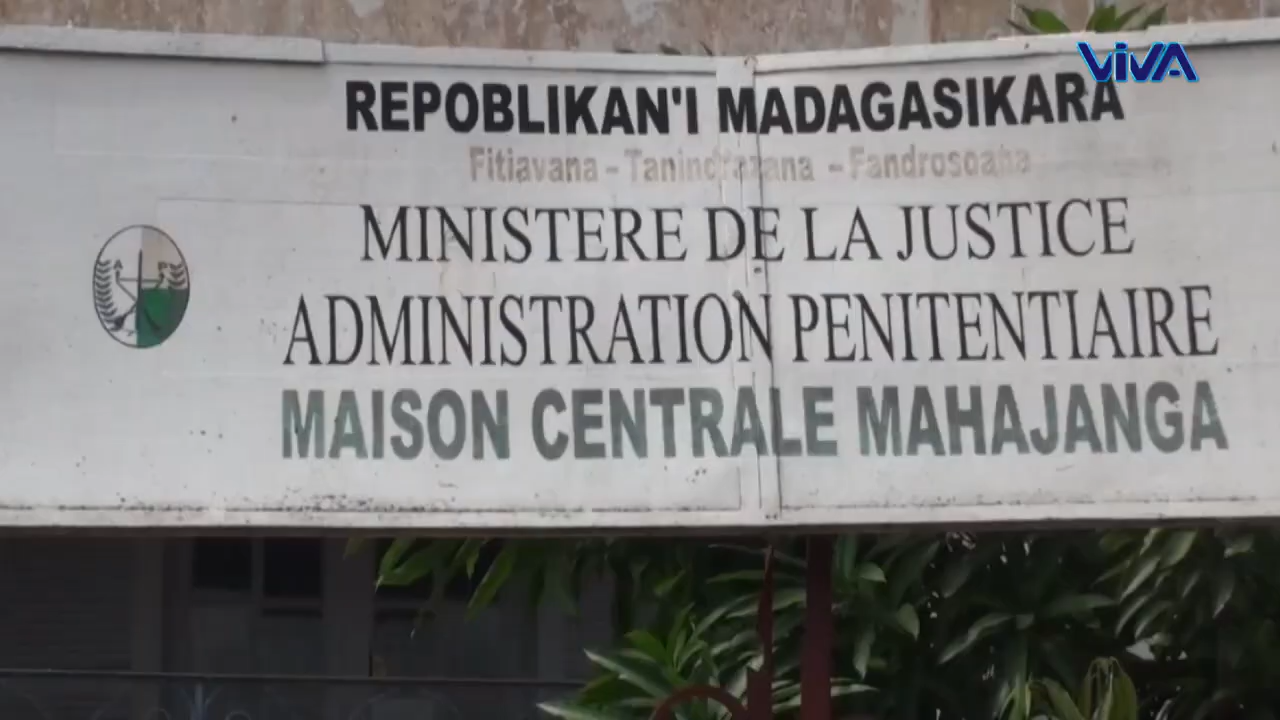 VIVA
REPOBLIKAN'I MADAGASIKARA
Fitiavana - Tanindrazana - Fandrosoana
MINISTERE DE LA JUSTICE
ADMINISTRATION PENITENTIAIRE
MAISON CENTRALE MAHAJANGA